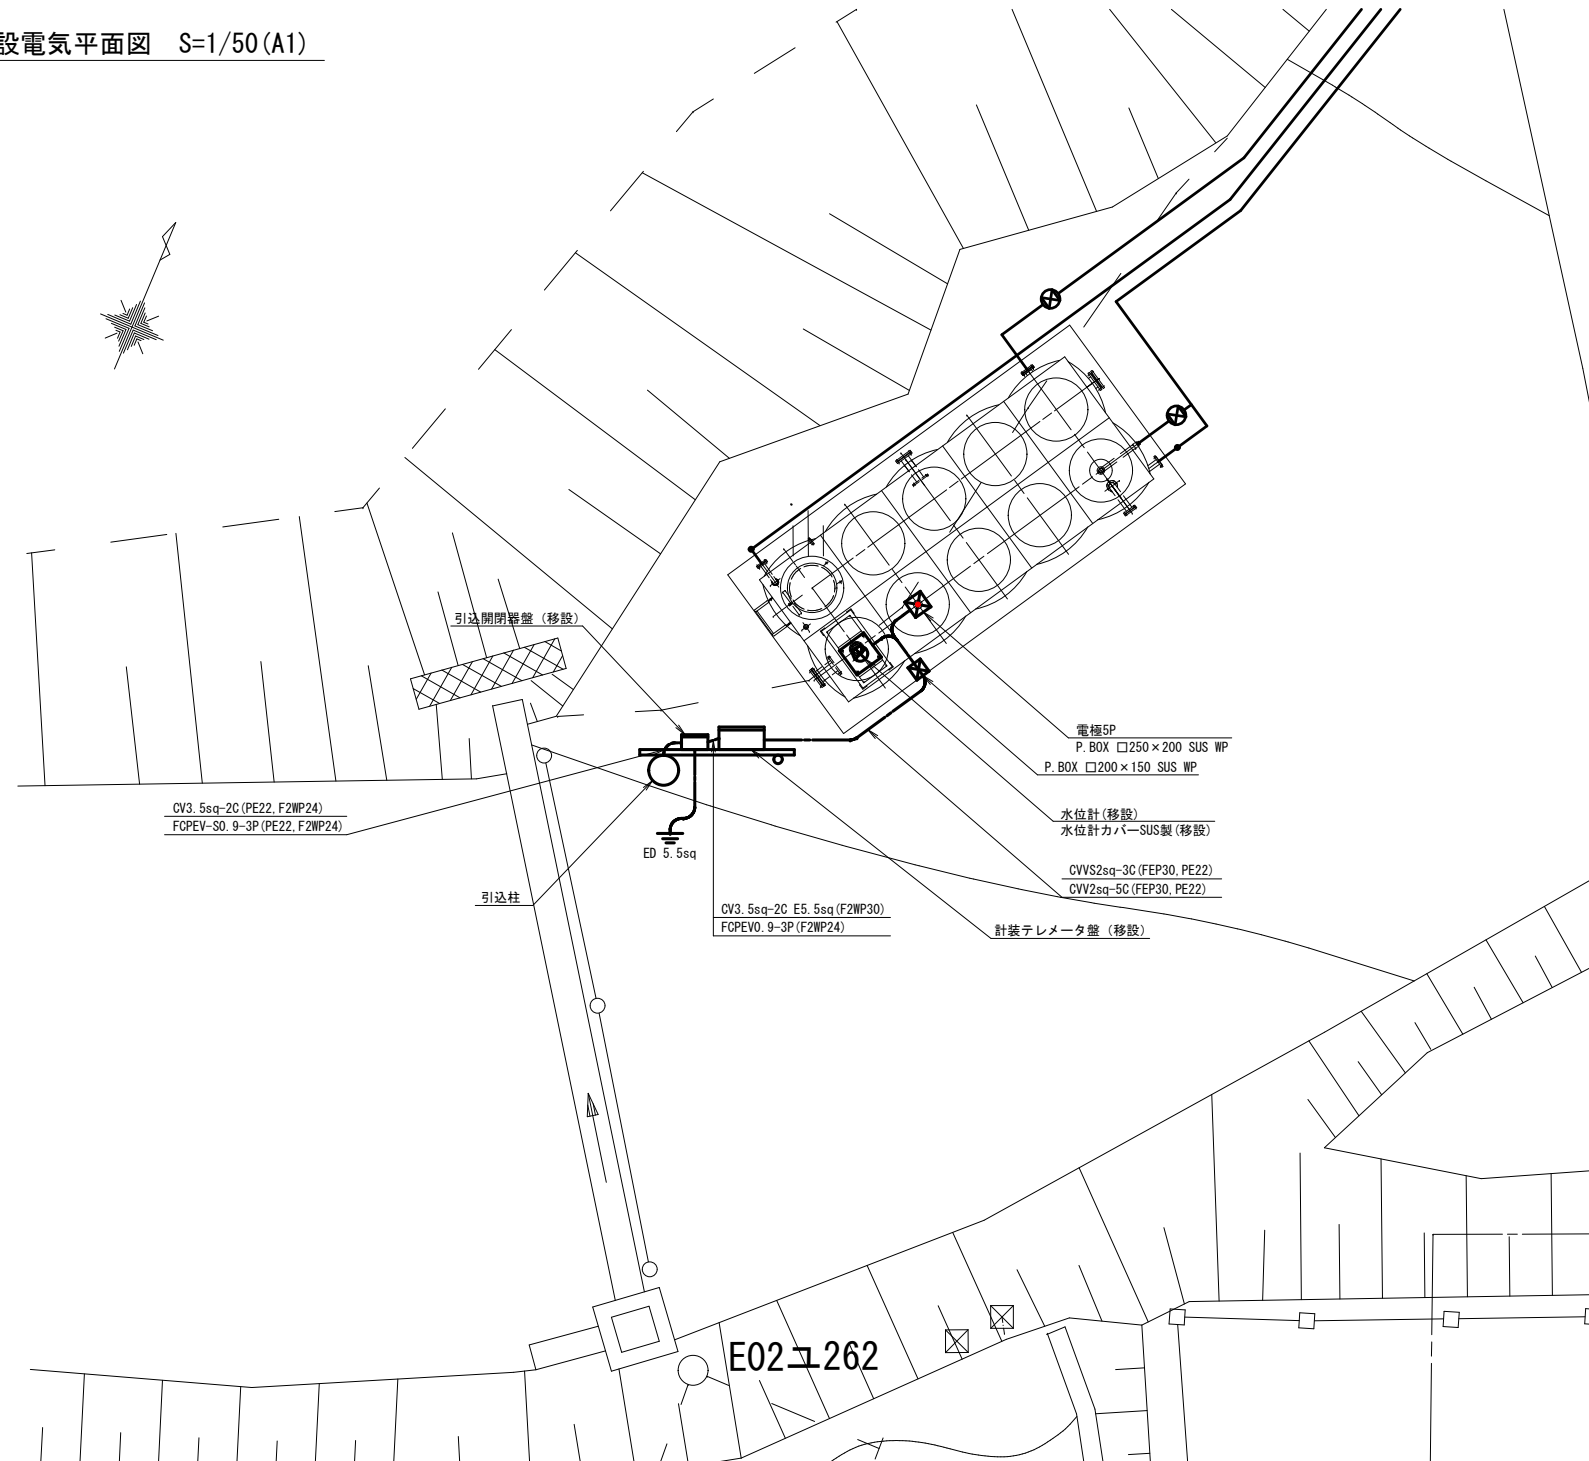 設電気平面図　S=1/50(A1)
引込開閉器盤（移設）
電極5P
P.BOX □250×200 SUS WP
P.BOX □200×150 SUS WP
CV3.5sq-2C(PE22,F2WP24)
FCPEV-S0.9-3P(PE22,F2WP24)
水位計(移設)
水位計カバーSUS製(移設)
ED 5.5sq
CVVS2sq-3C(FEP30,PE22)
CVV2sq-5C(FEP30,PE22)
引込柱
CV3.5sq-2C E5.5sq(F2WP30)
FCPEV0.9-3P(F2WP24)
計装テレメータ盤（移設）
E02ユ262